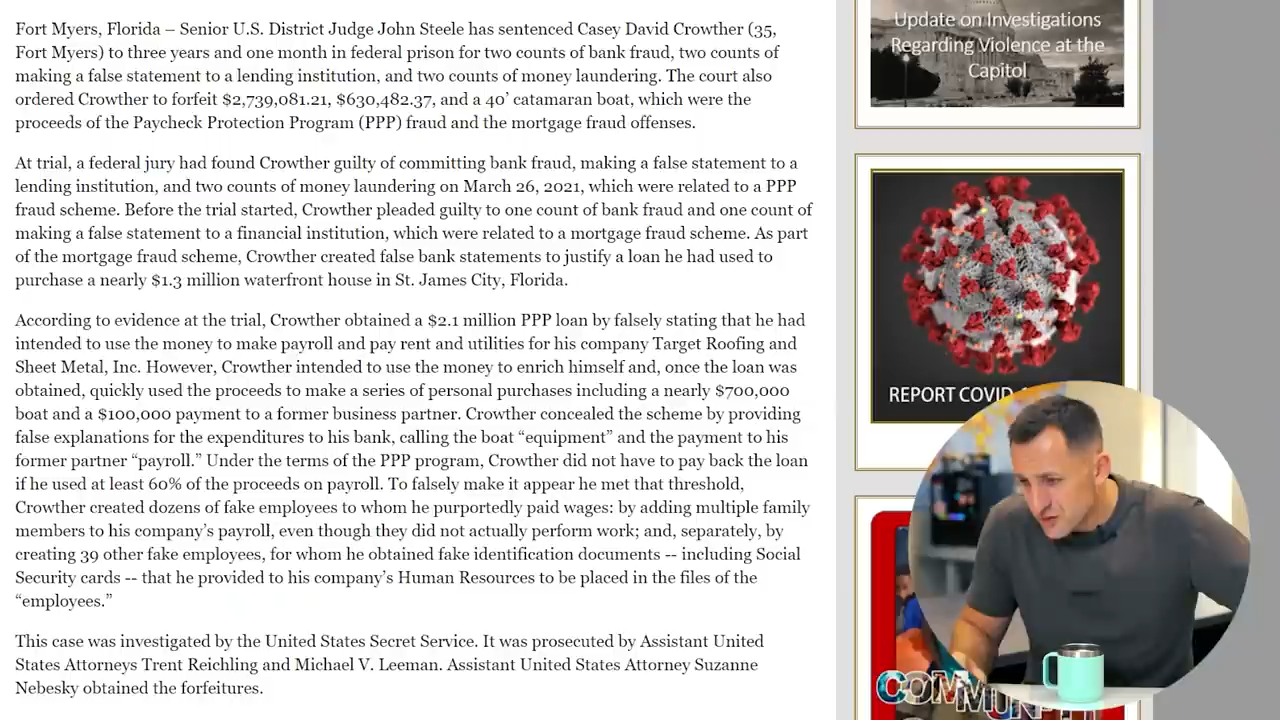 Fort Myers, Florida – Senior U.S. District Judge John Steele has sentenced Casey David Crowther (35,
Fort Myers) to three years and one month in federal prison for two counts of bank fraud, two counts of
making a false statement to a lending institution, and two counts of money laundering. The court also
ordered Crowther to forfeit $2,739,081.21, $630,482.37, and a 40’ catamaran boat, which were the
proceeds of the Paycheck Protection Program (PPP) fraud and the mortgage fraud offenses.
At trial, a federal jury had found Crowther guilty of committing bank fraud, making a false statement to a
lending institution, and two counts of money laundering on March 26, 2021, which were related to a PPP
fraud scheme. Before the trial started, Crowther pleaded guilty to one count of bank fraud and one count of
making a false statement to a financial institution, which were related to a mortgage fraud scheme. As part
of the mortgage fraud scheme, Crowther created false bank statements to justify a loan he had used to
purchase a nearly $1.3 million waterfront house in St. James City, Florida.
According to evidence at the trial, Crowther obtained a $2.1 million PPP loan by falsely stating that he had
intended to use the money to make payroll and pay rent and utilities for his company Target Roofing and
Sheet Metal, Inc. However, Crowther intended to use the money to enrich himself and, once the loan was
obtained, quickly used the proceeds to make a series of personal purchases including a nearly $700,000
boat and a $100,000 payment to a former business partner. Crowther concealed the scheme by providing
false explanations for the expenditures to his bank, calling the boat “equipment” and the payment to his
former partner “payroll.” Under the terms of the PPP program, Crowther did not have to pay back the loan
if he used at least 60% of the proceeds on payroll. To falsely make it appear he met that threshold,
Crowther created dozens of fake employees to whom he purportedly paid wages: by adding multiple family
members to his company’s payroll, even though they did not actually perform work; and, separately, by
creating 39 other fake employees, for whom he obtained fake identification documents -- including Social
Security cards -- that he provided to his company’s Human Resources to be placed in the files of the
“employees.”
This case was investigated by the United States Secret Service. It was prosecuted by Assistant United
States Attorneys Trent Reichling and Michael V. Leeman. Assistant United States Attorney Suzanne
Nebesky obtained the forfeitures.
Update on Investigations
Regarding Violence at the
Capitol
REPORT COVID